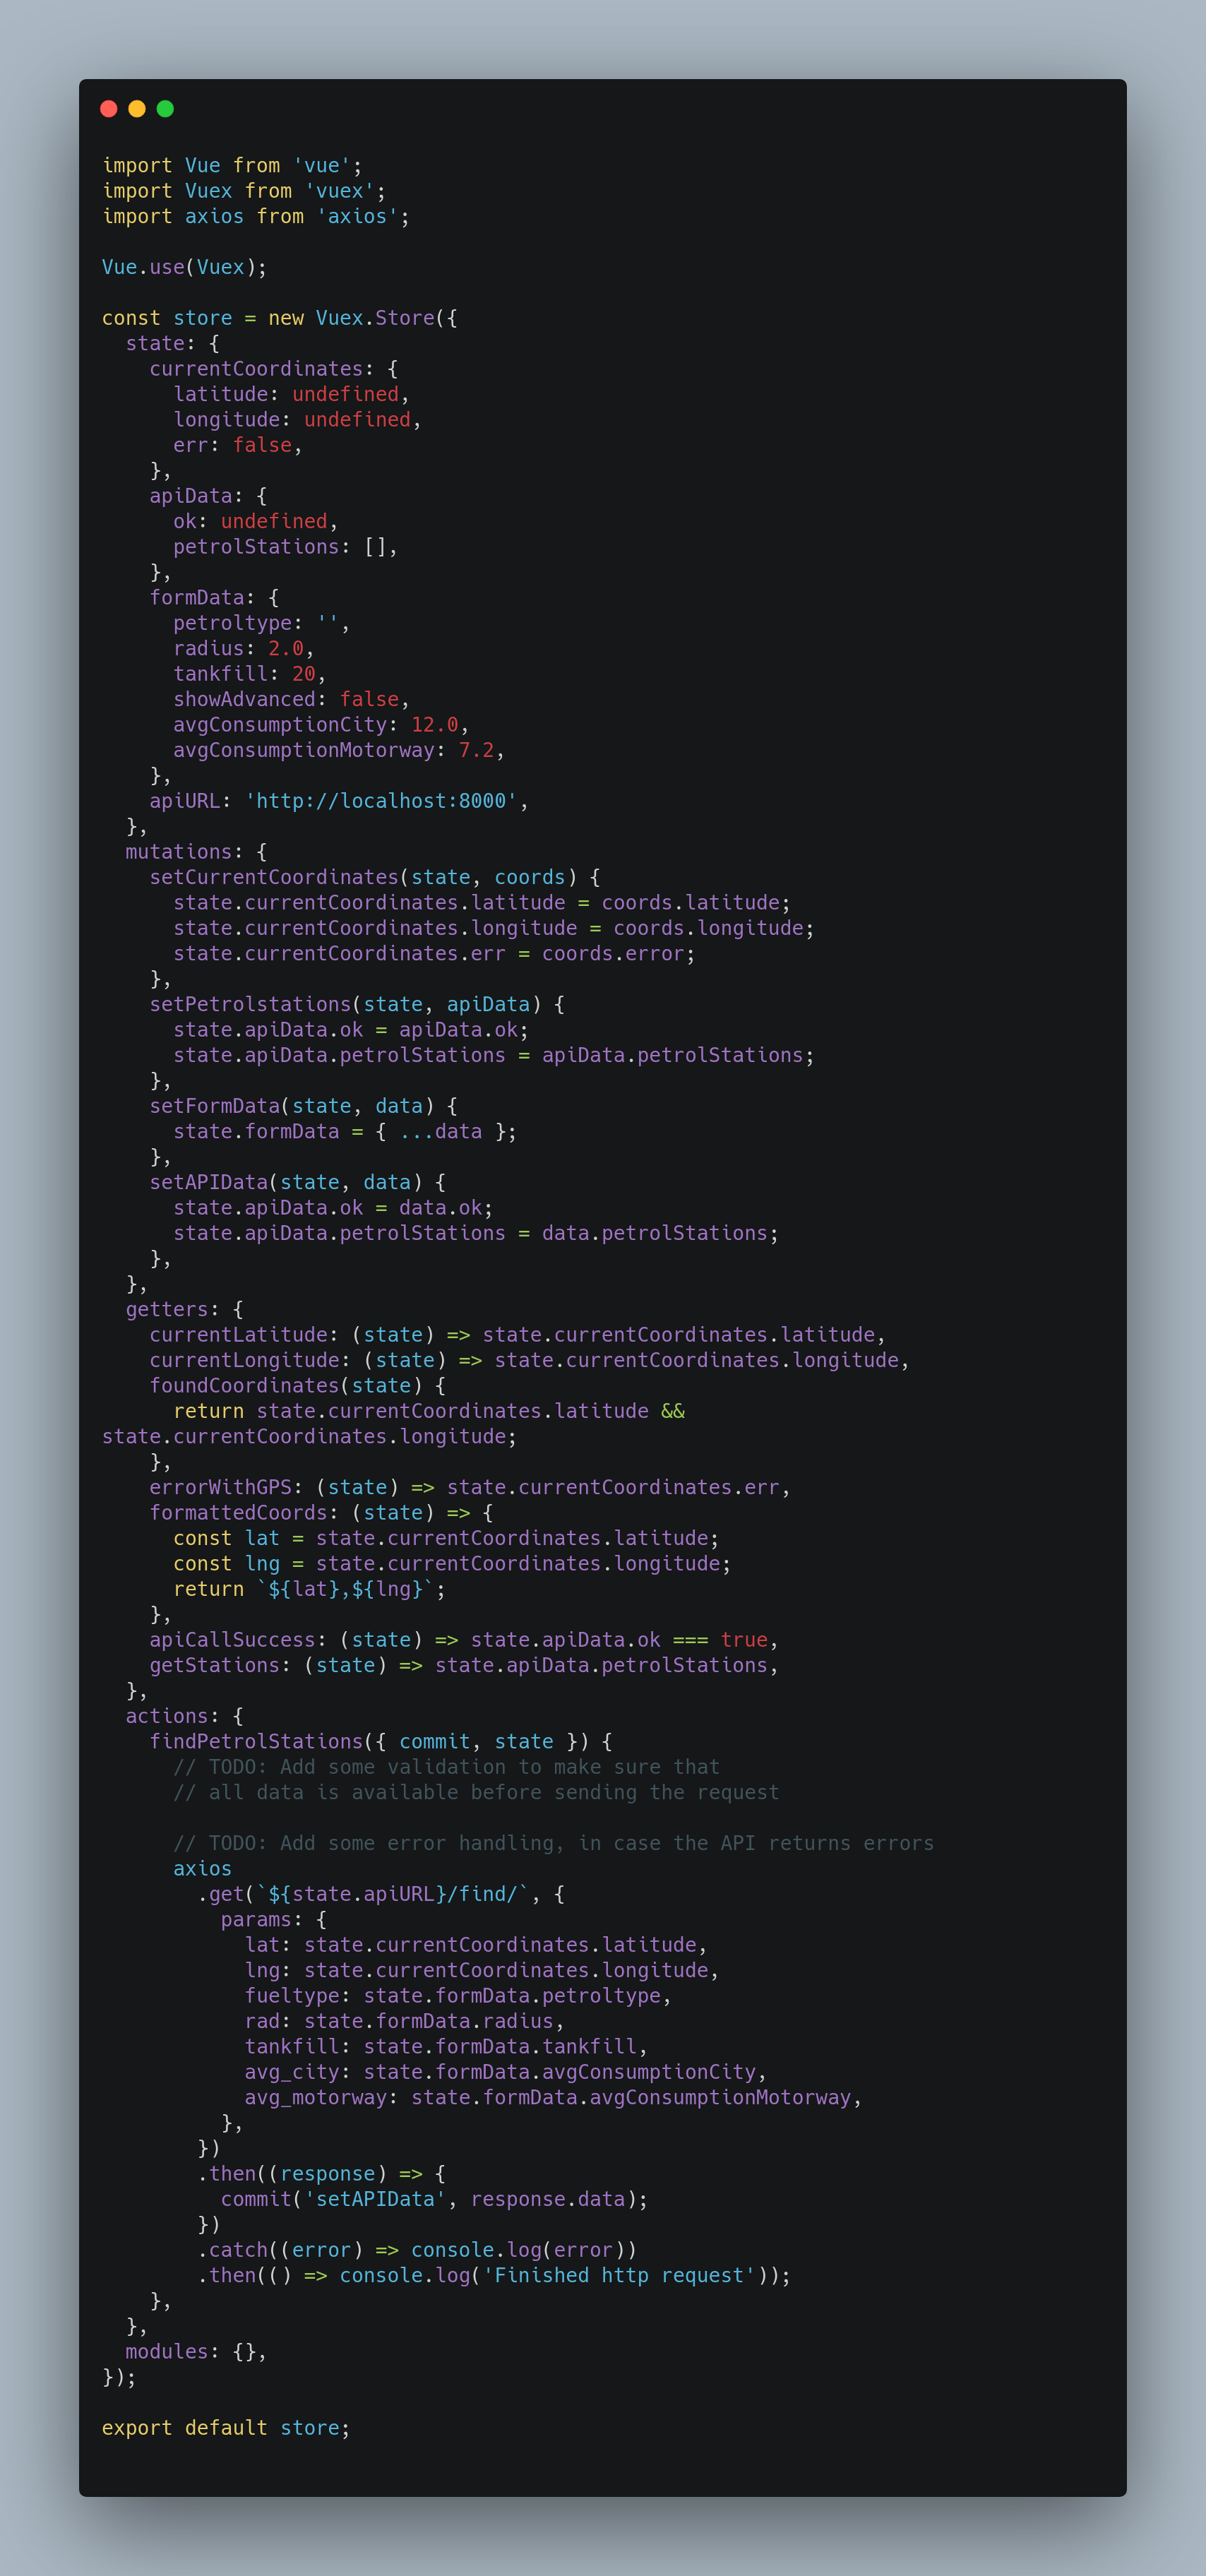 import Vue from 'vue';
import Vuex from 'vuex';
import axios from 'axios';

Vue.use(Vuex);

const store = new Vuex.Store({
  state: {
    currentCoordinates: {
      latitude: undefined,
      longitude: undefined,
      err: false,
    },
    apiData: {
      ok: undefined,
      petrolStations: [],
    },
    formData: {
      petroltype: '',
      radius: 2.0,
      tankfill: 20,
      showAdvanced: false,
      avgConsumptionCity: 12.0,
      avgConsumptionMotorway: 7.2,
    },
    apiURL: 'http://localhost:8000',
  },
  mutations: {
    setCurrentCoordinates(state, coords) {
      state.currentCoordinates.latitude = coords.latitude;
      state.currentCoordinates.longitude = coords.longitude;
      state.currentCoordinates.err = coords.error;
    },
    setPetrolstations(state, apiData) {
      state.apiData.ok = apiData.ok;
      state.apiData.petrolStations = apiData.petrolStations;
    },
    setFormData(state, data) {
      state.formData = { ...data };
    },
    setAPIData(state, data) {
      state.apiData.ok = data.ok;
      state.apiData.petrolStations = data.petrolStations;
    },
  },
  getters: {
    currentLatitude: (state) => state.currentCoordinates.latitude,
    currentLongitude: (state) => state.currentCoordinates.longitude,
    foundCoordinates(state) {
      return state.currentCoordinates.latitude &&
state.currentCoordinates.longitude;
    },
    errorWithGPS: (state) => state.currentCoordinates.err,
    formattedCoords: (state) => {
      const lat = state.currentCoordinates.latitude;
      const lng = state.currentCoordinates.longitude;
      return `${lat},${lng}`;
    },
    apiCallSuccess: (state) => state.apiData.ok === true,
    getStations: (state) => state.apiData.petrolStations,
  },
  actions: {
    findPetrolStations({ commit, state }) {
      // TODO: Add some validation to make sure that
      // all data is available before sending the request

      // TODO: Add some error handling, in case the API returns errors
      axios
        .get(`${state.apiURL}/find/`, {
          params: {
            lat: state.currentCoordinates.latitude,
            lng: state.currentCoordinates.longitude,
            fueltype: state.formData.petroltype,
            rad: state.formData.radius,
            tankfill: state.formData.tankfill,
            avg_city: state.formData.avgConsumptionCity,
            avg_motorway: state.formData.avgConsumptionMotorway,
          },
        })
        .then((response) => {
          commit('setAPIData', response.data);
        })
        .catch((error) => console.log(error))
        .then(() => console.log('Finished http request'));
    },
  },
  modules: {},
});

export default store;